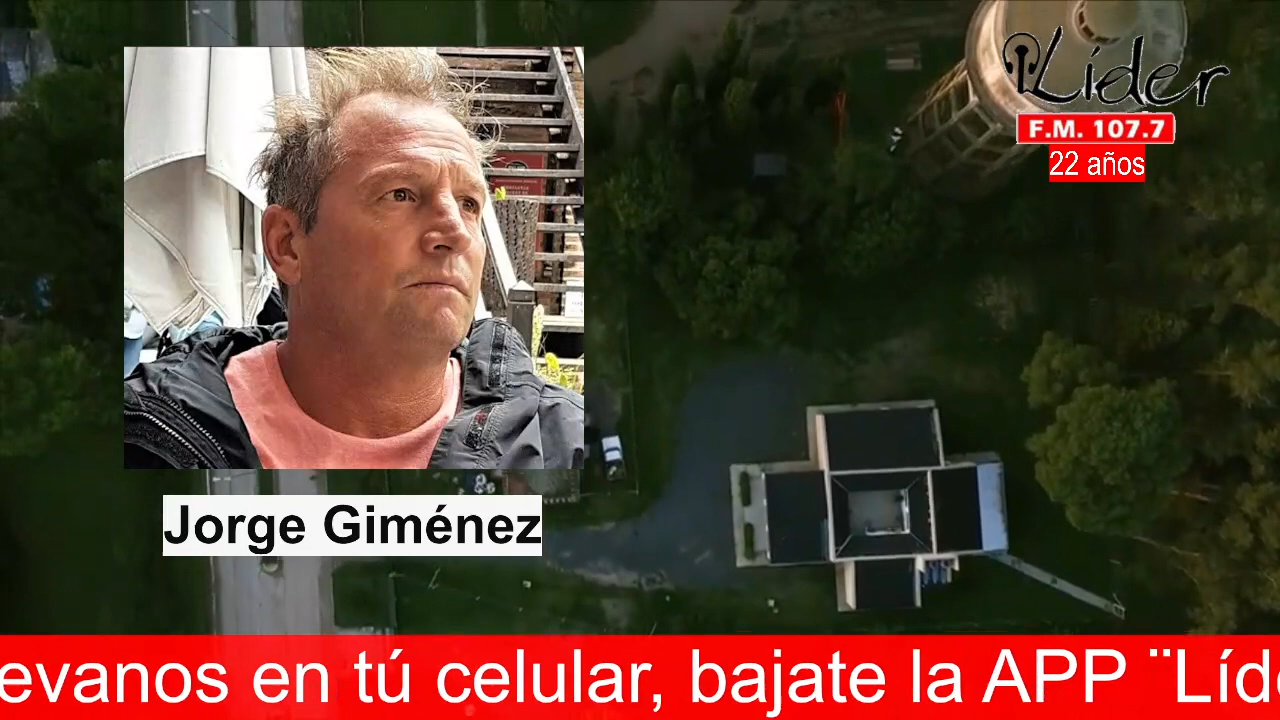 Líder
F.M. 107.7
22 años
Jorge Giménez
evanos en tú celular, bajate la APP ¨Líd